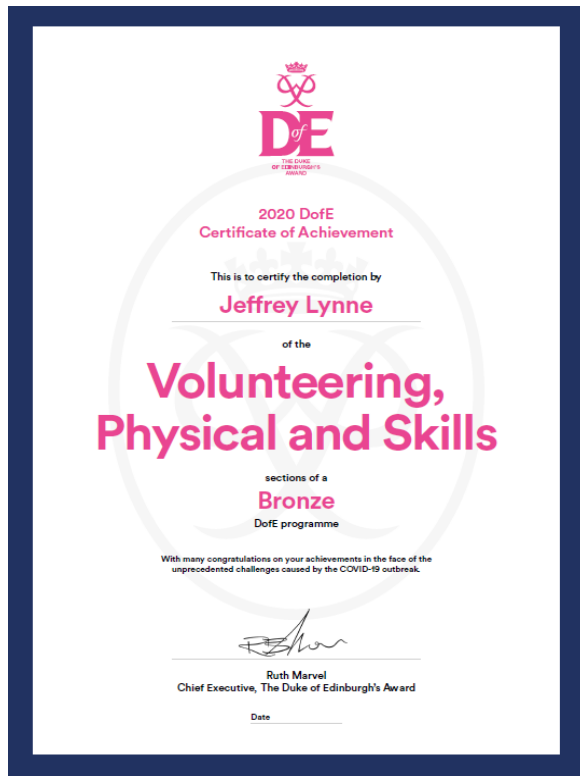 DofE
THE DUKE
OF EDINBURGH'S
AWARD
2020 DofE
Certificate of Achievement
This is to certify the completion by
Jeffrey Lynne
of the
Volunteering,
Physical and Skills
sections of a
Bronze
DofE programme
With many congratulations on your achievements in the face of the
unprecedented challenges caused by the COVID-19 outbreak.
Ruth Marvel
Chief Executive, The Duke of Edinburgh's Award
Date